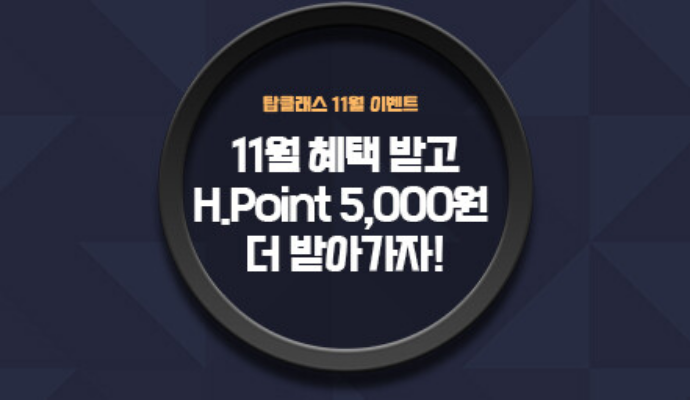 탑클래스 11월 이벤트
11월 혜택 받고
H.Point 5,000원
더 받아가자!